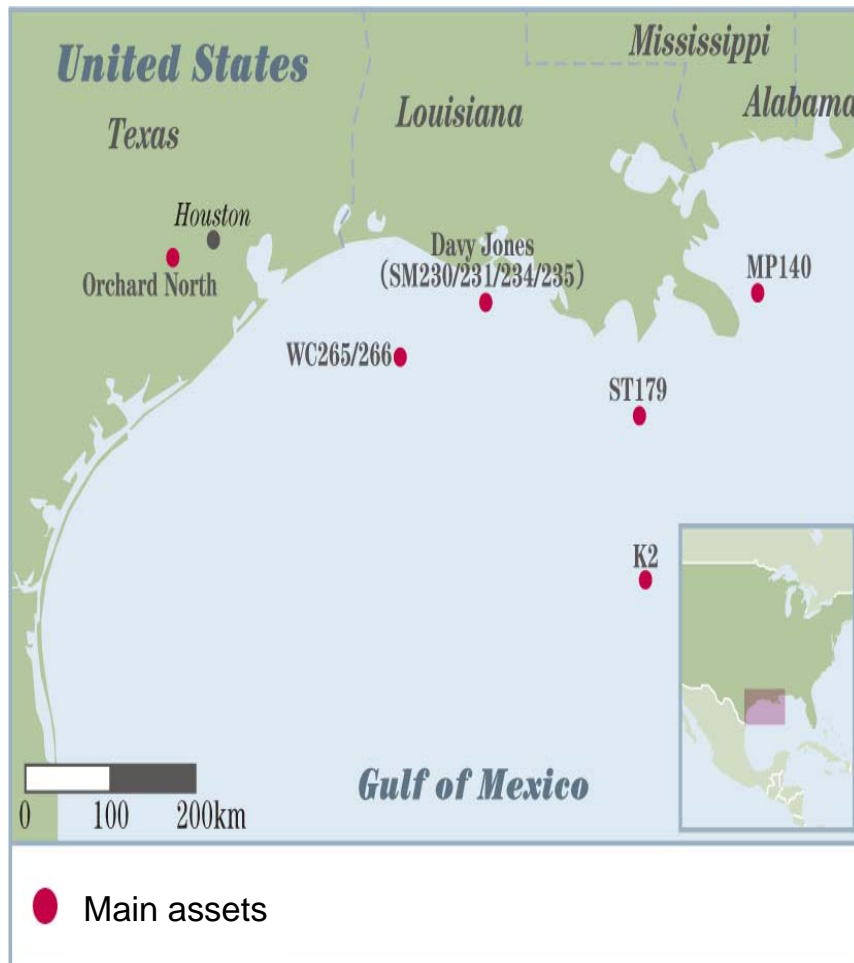 United States
Mississippi
Alabama
Louisiana
Texas
Houston
Orchard North
Davy Jones
(SM230/231/234/235)
MP140
WC265/266
ST179
K2
Gulf of Mexico
0 100 200km
Main assets